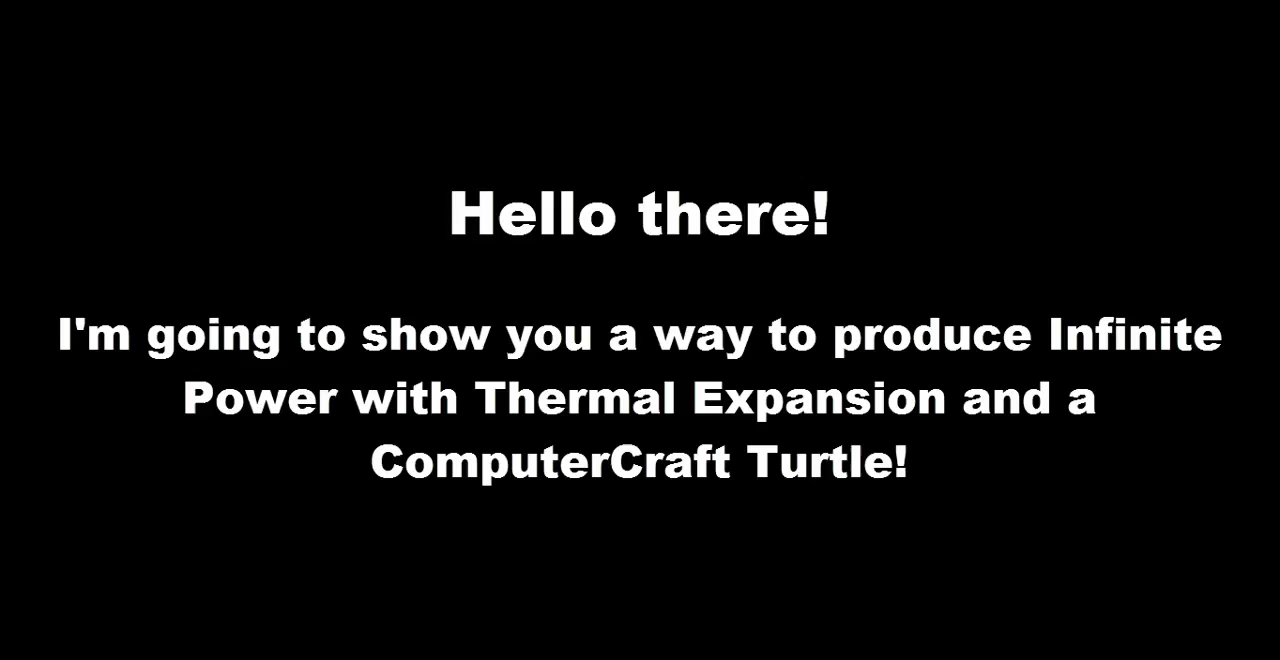 Hello there!
I'm going to show you a way to produce Infinite
Power with Thermal Expansion and a
ComputerCraft Turtle!